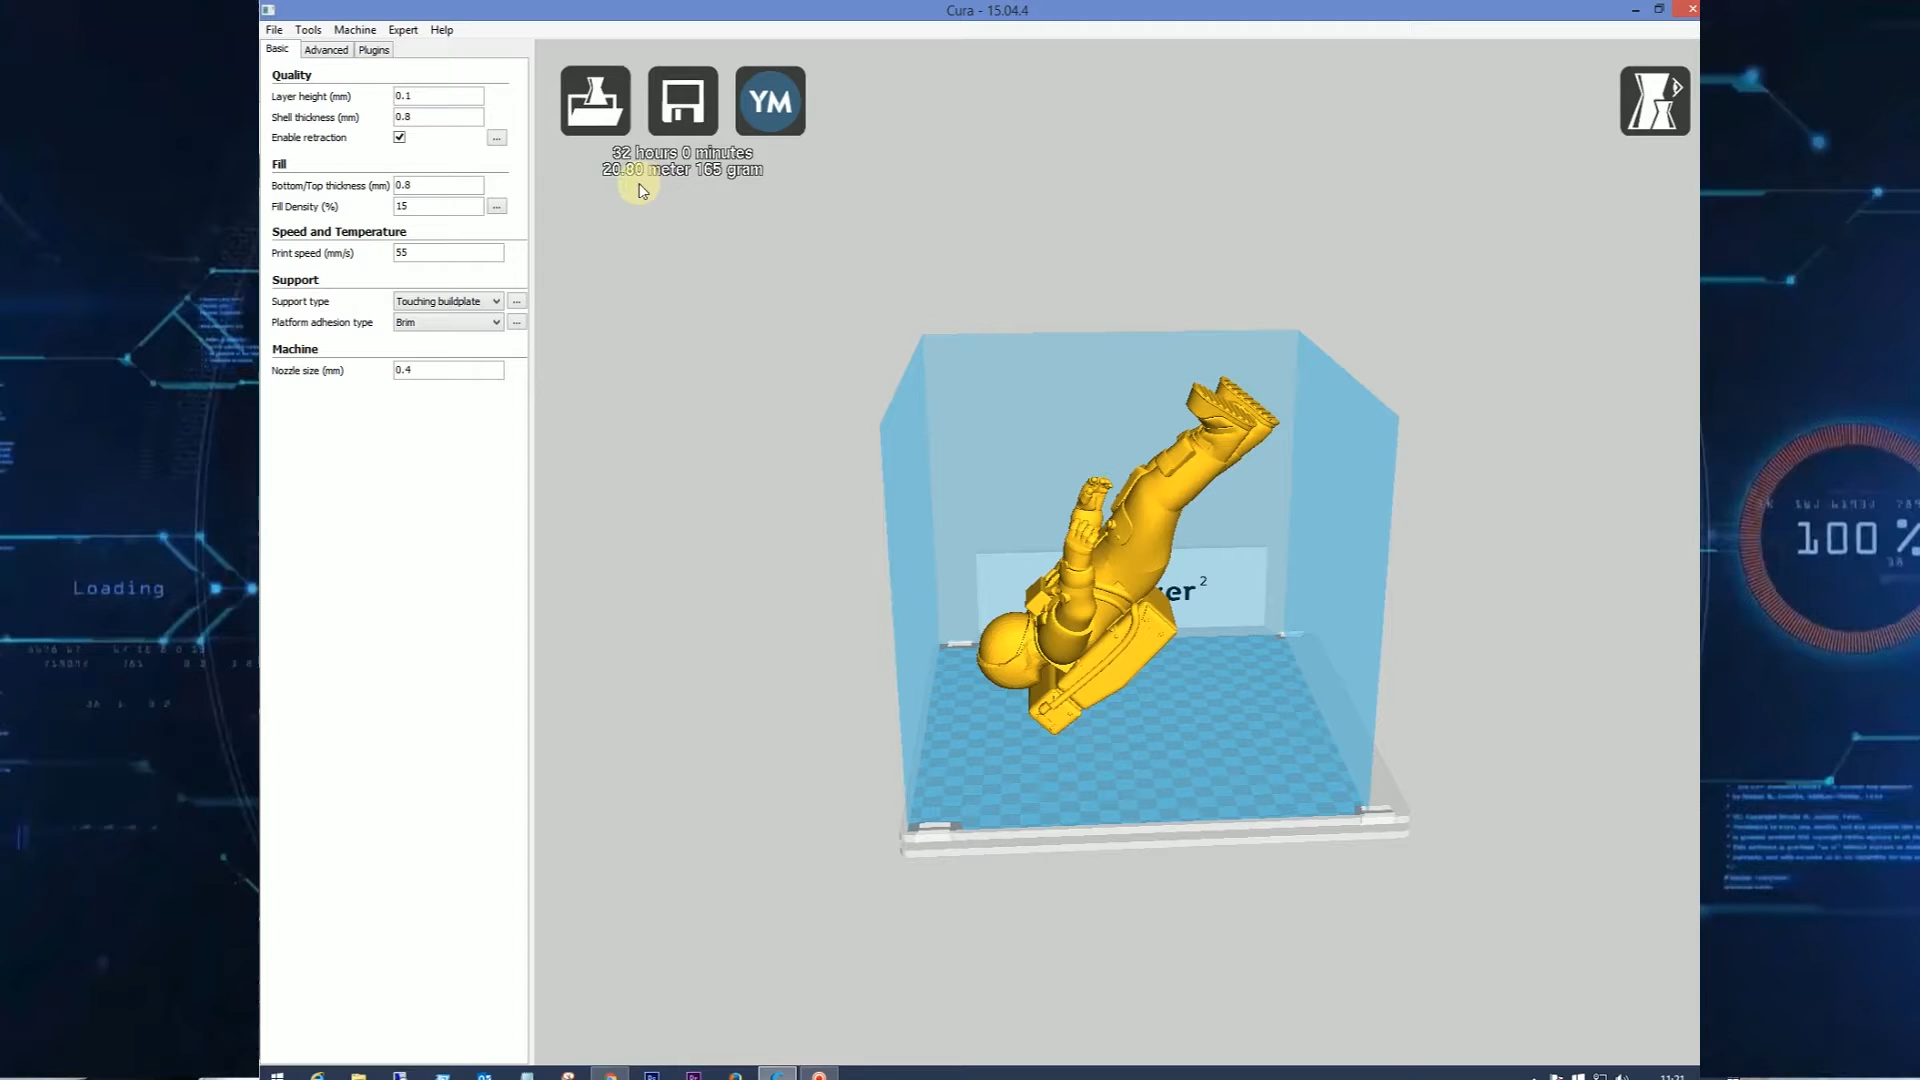 Cura - 15.04.4
File Tools Machine Expert Help
Basic Advanced Plugins
Quality
Layer height (mm) 0.1
Shell thickness (mm) 0.8
Enable retraction ...
Fill
Bottom/Top thickness (mm) 0.8
Fill Density (%) 15 ...
Speed and Temperature
Print speed (mm/s) 55
Support
Support type Touching buildplate ...
Platform adhesion type Brim ...
Machine
Nozzle size (mm) 0.4
YM
32 hours 0 minutes
20.80 meter 165 gram
er²
Loading
100 %
11:21